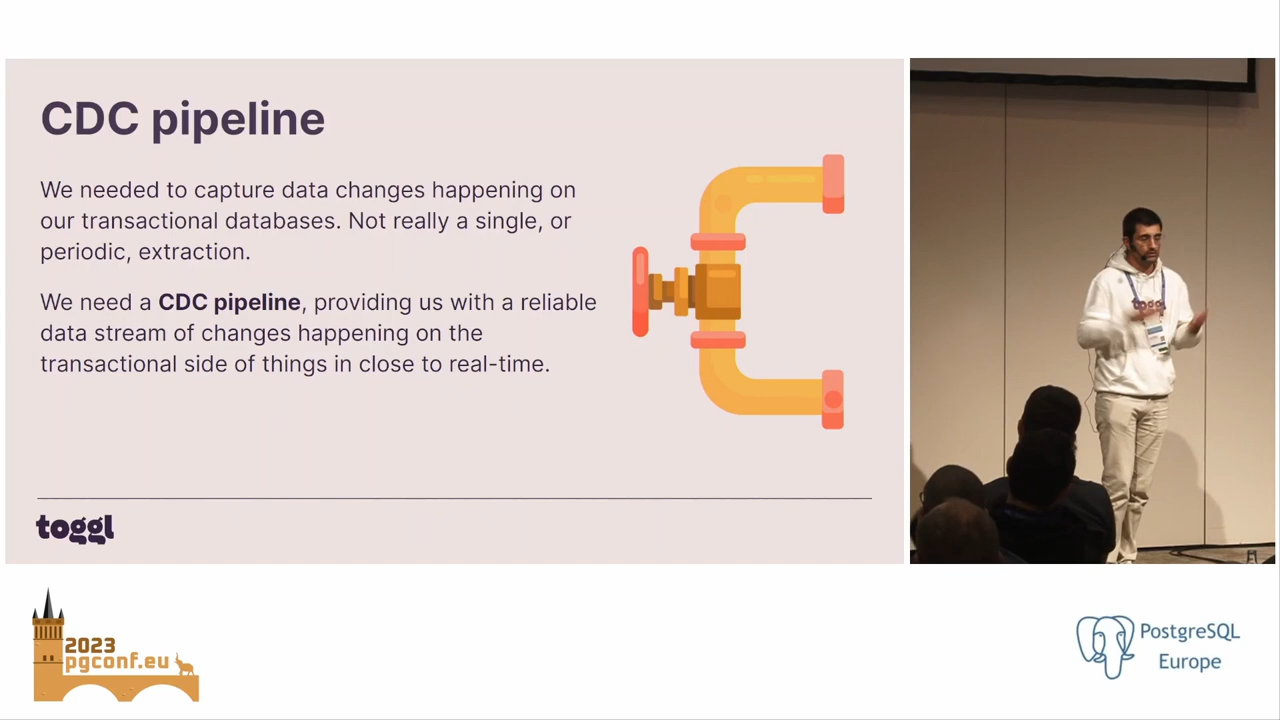 CDC pipeline
We needed to capture data changes happening on
our transactional databases. Not really a single, or
periodic, extraction.
We need a CDC pipeline, providing us with a reliable
data stream of changes happening on the
transactional side of things in close to real-time.
toggl
toggl
2023
pgconf.eu
PostgreSQL
Europe